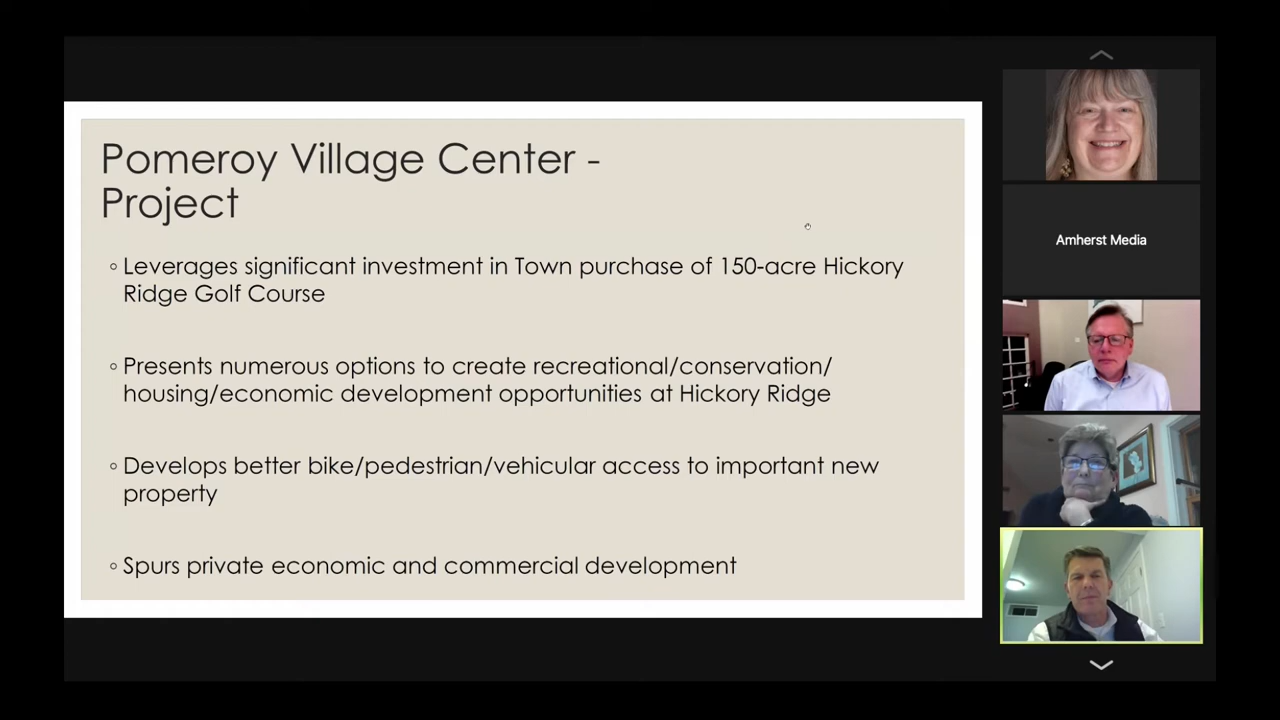 Pomeroy Village Center -
Project
◦ Leverages significant investment in Town purchase of 150-acre Hickory
Ridge Golf Course
◦ Presents numerous options to create recreational/conservation/
housing/economic development opportunities at Hickory Ridge
◦ Develops better bike/pedestrian/vehicular access to important new
property
◦ Spurs private economic and commercial development
Amherst Media